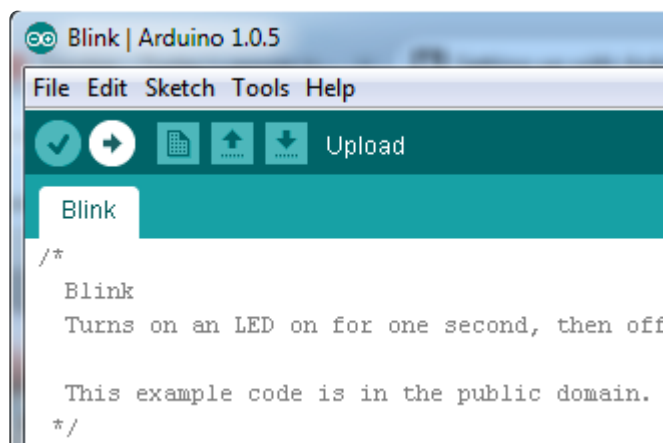 Blink | Arduino 1.0.5
File Edit Sketch Tools Help
Upload
Blink
/*
Blink
Turns on an LED on for one second, then off
This example code is in the public domain.
*/